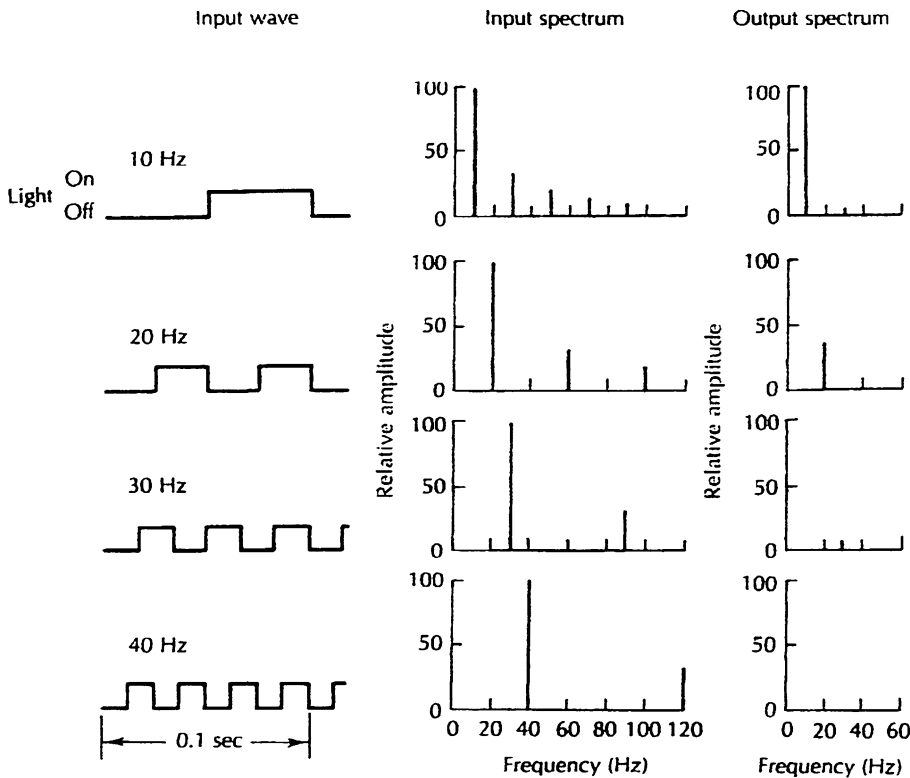 Input wave Input spectrum Output spectrum
10 Hz
Light On
Off
100
50
0
100
50
0
20 Hz
100
50
0
100
50
0
30 Hz
100
50
0
100
50
0
40 Hz
100
50
0
100
50
0
0.1 sec
Relative amplitude
Relative amplitude
0 20 40 60 80 100 120
0 20 40 60
Frequency (Hz)
Frequency (Hz)